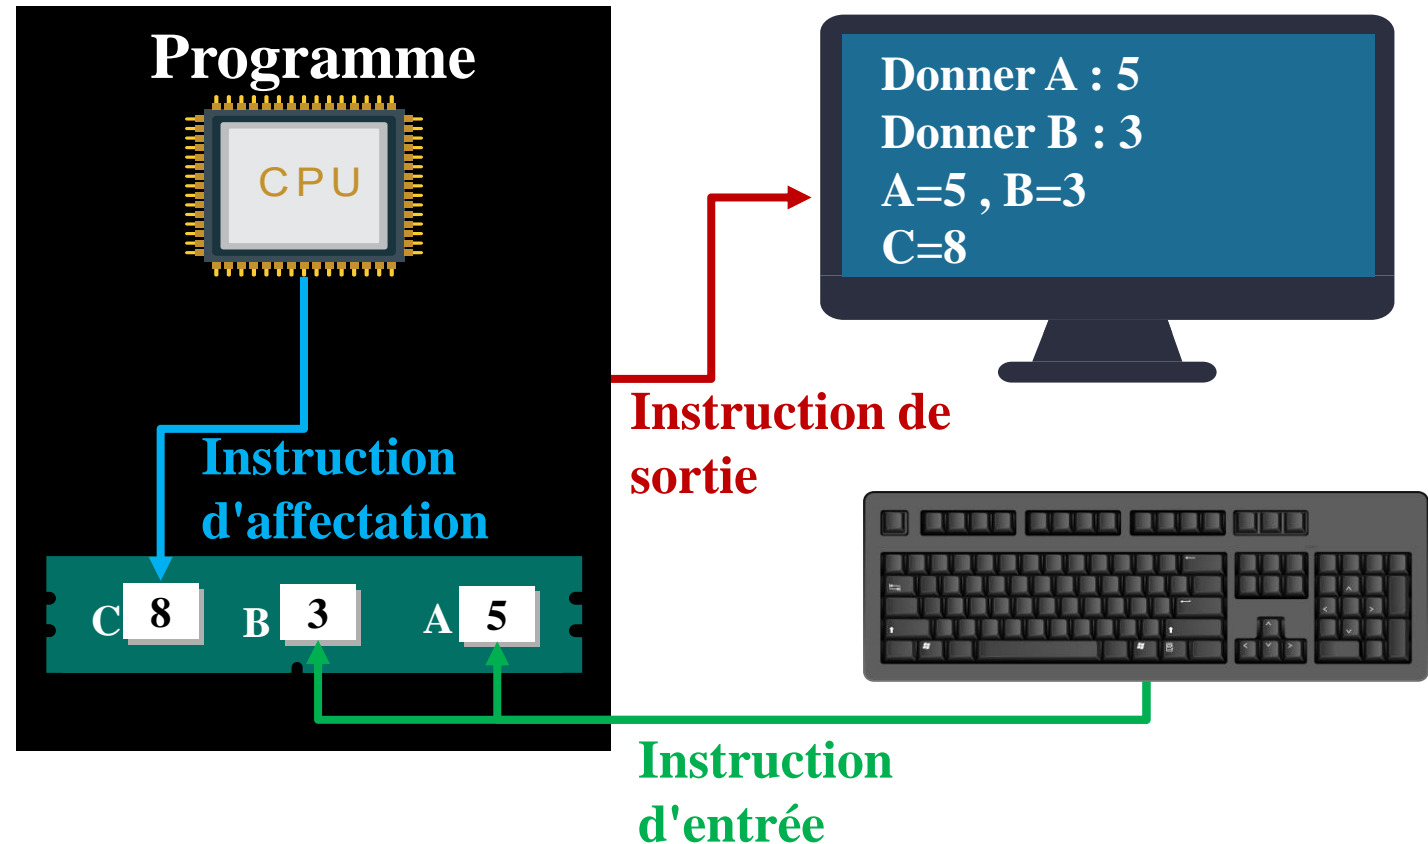 Programme
CPU
Donner A : 5
Donner B : 3
A=5 , B=3
C=8
Instruction de
sortie
Instruction
d'affectation
C 8 B 3 A 5
Instruction
d'entrée